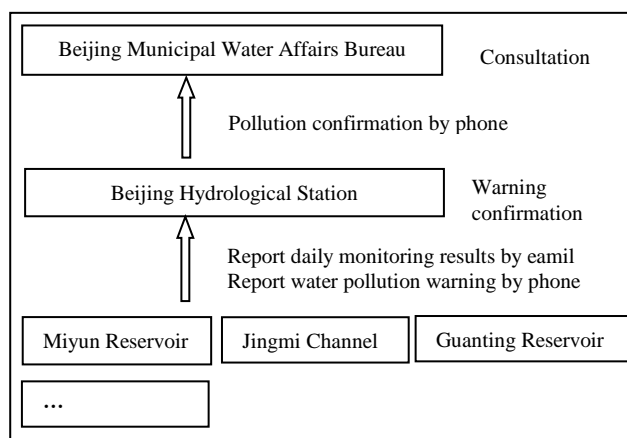 Beijing Municipal Water Affairs Bureau
Consultation
Pollution confirmation by phone
Beijing Hydrological Station
Warning
confirmation
Report daily monitoring results by eamil
Report water pollution warning by phone
Miyun Reservoir
Jingmi Channel
Guanting Reservoir
...